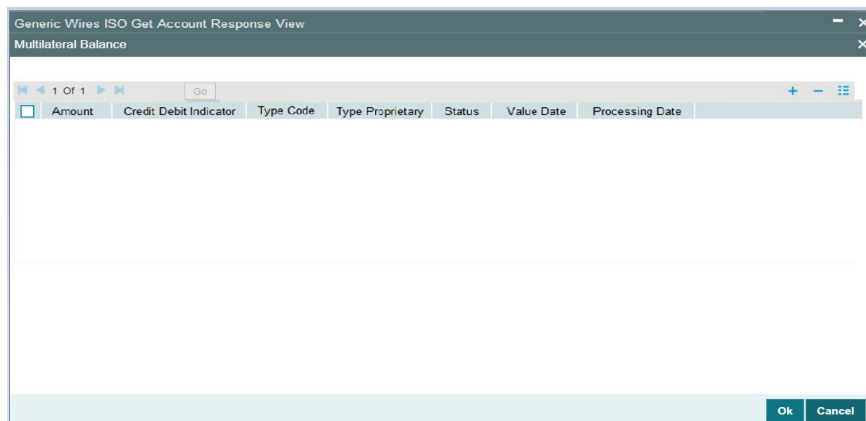 Generic Wires ISO Get Account Response View
Multilateral Balance
1 Of 1 Go
Amount Credit Debit Indicator Type Code Type Proprietary Status Value Date Processing Date
Ok Cancel